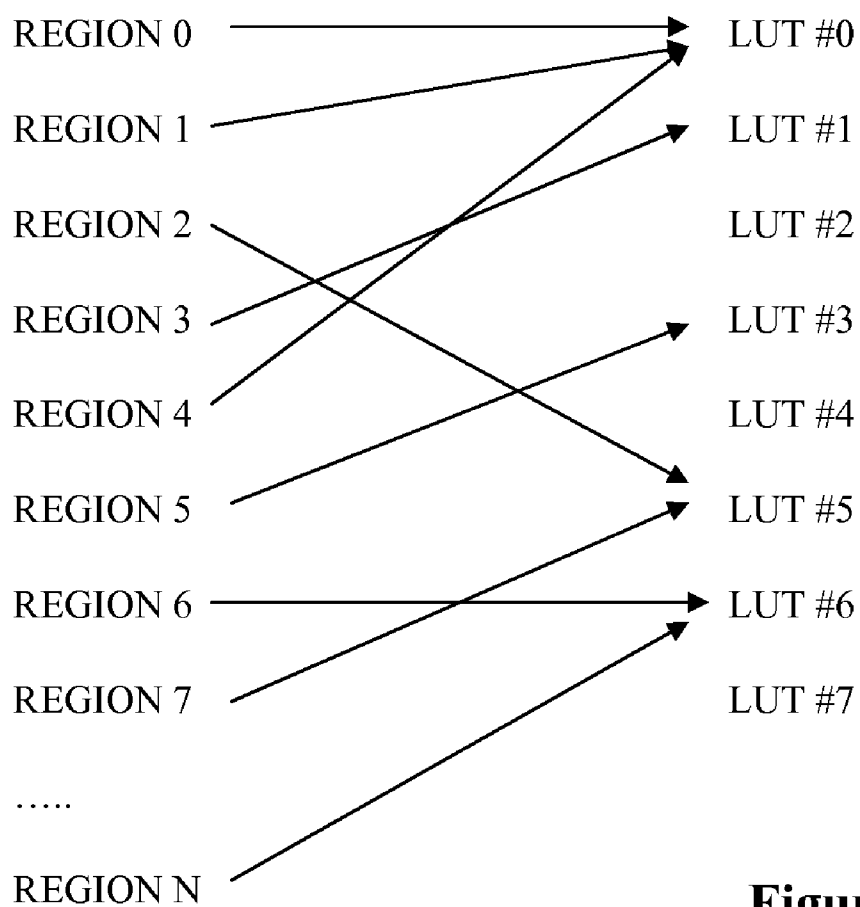 REGION 0 LUT #0
REGION 1 LUT #1
REGION 2 LUT #2
REGION 3 LUT #3
REGION 4 LUT #4
REGION 5 LUT #5
REGION 6 LUT #6
REGION 7 LUT #7
.....
REGION N